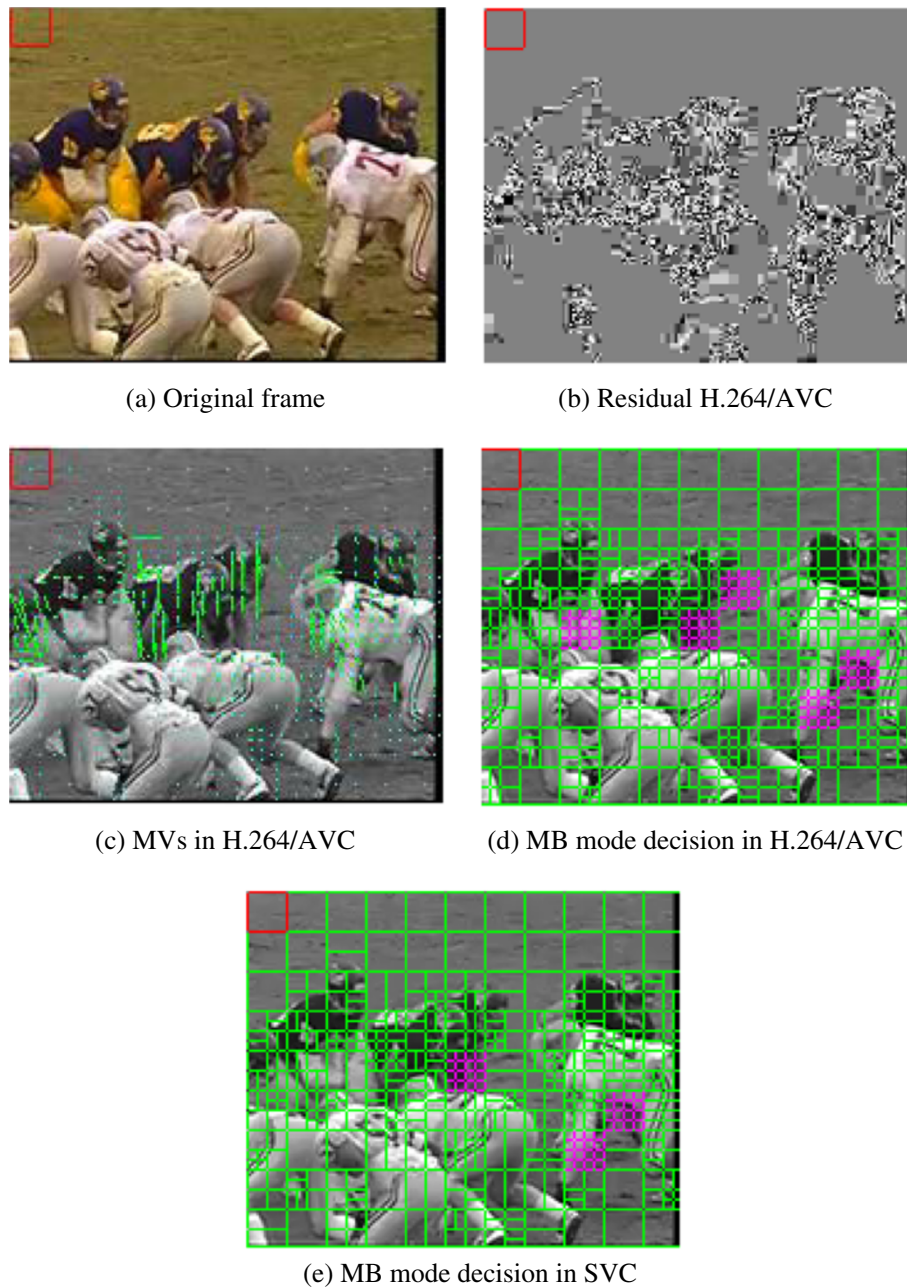 (a) Original frame
(b) Residual H.264/AVC
(c) MVs in H.264/AVC
(d) MB mode decision in H.264/AVC
(e) MB mode decision in SVC